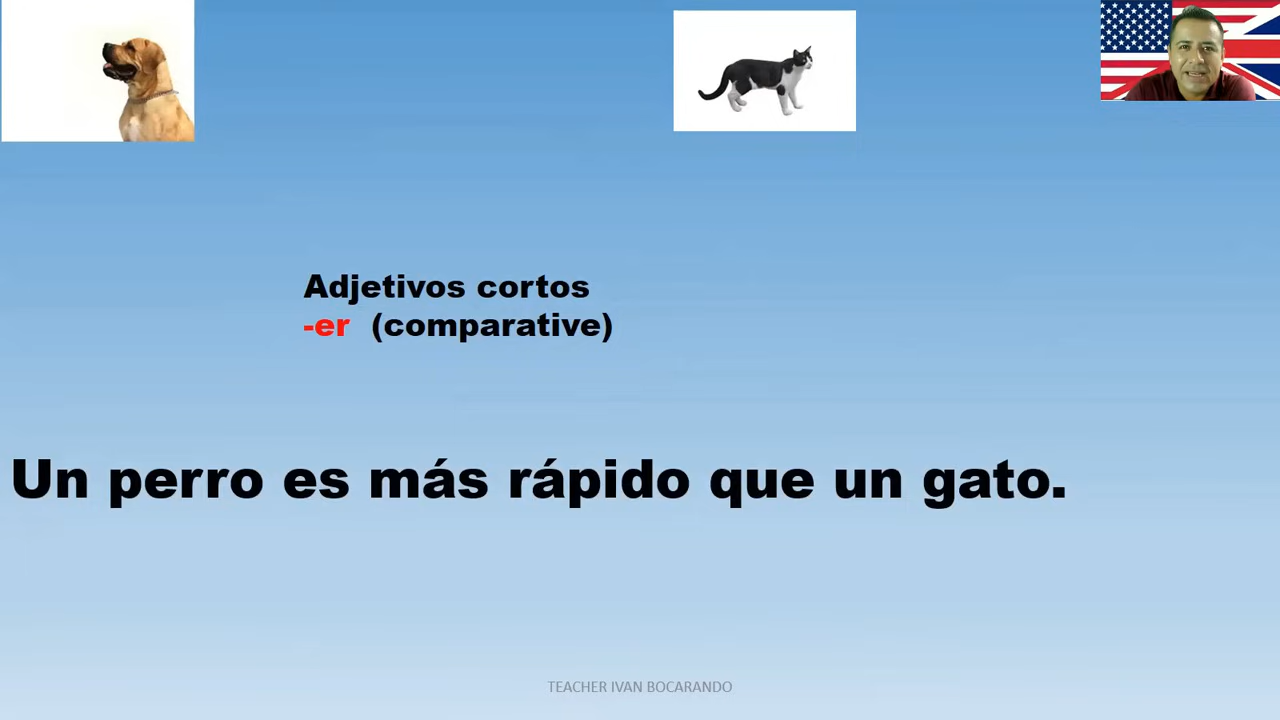 Adjetivos cortos
-er (comparative)
Un perro es más rápido que un gato.
TEACHER IVAN BOCARANDO